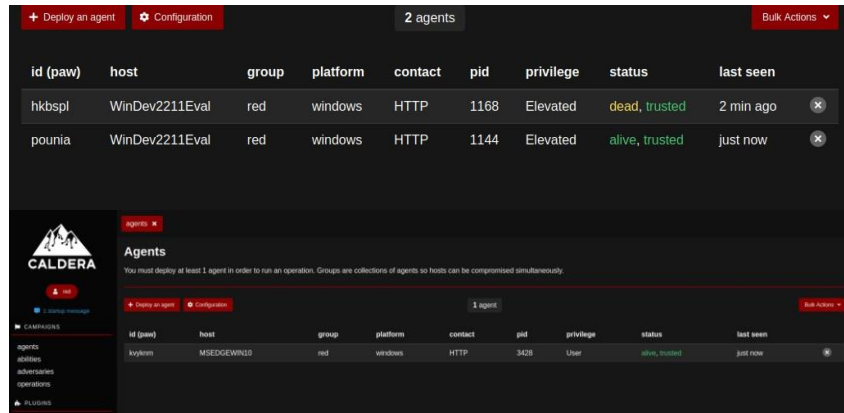 + Deploy an agent Configuration 2 agents Bulk Actions
id (paw) host group platform contact pid privilege status last seen
hkbspl WinDev2211Eval red windows HTTP 1168 Elevated dead, trusted 2 min ago
pounia WinDev2211Eval red windows HTTP 1144 Elevated alive, trusted just now
agents x
CALDERA
Agents
You must deploy at least 1 agent in order to run an operation. Groups are collections of agents so hosts can be compromised simultaneously.
red
1 Startup message
+ Deploy an agent Configuration 1 agent Bulk Actions
CAMPAIGNS
id (paw) host group platform contact pid privilege status last seen
agents
kvyknm MSEDGEWIN10 red windows HTTP 3428 User alive, trusted just now
abilities
adversaries
operations
PLUGINS